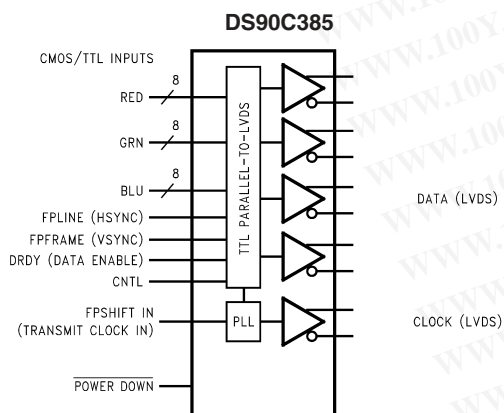 DS90C385
CMOS/TTL INPUTS
8
RED
8
GRN
8
BLU
FPLINE (HSYNC)
FPFRAME (VSYNC)
DRDY (DATA ENABLE)
CNTL
FPSHIFT IN
(TRANSMIT CLOCK IN)
POWER DOWN
TTL PARALLEL-TO-LVDS
PLL
DATA (LVDS)
CLOCK (LVDS)